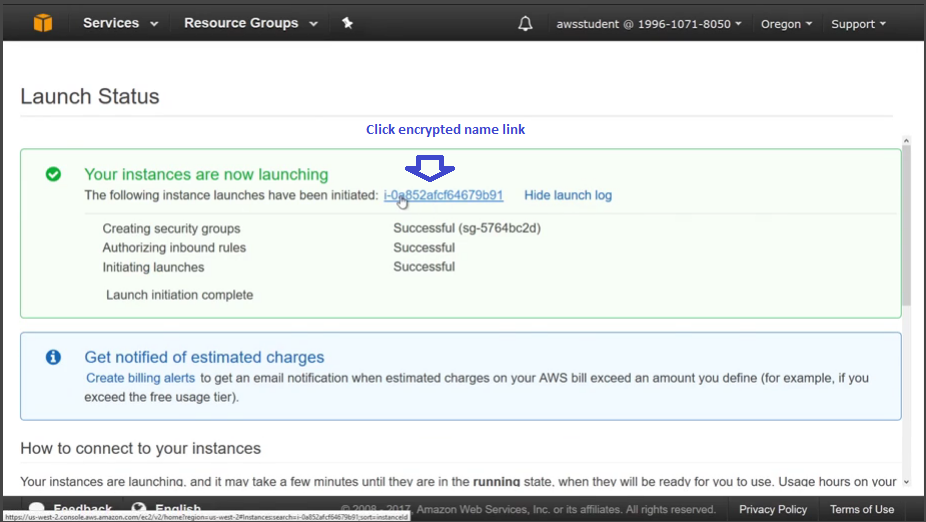 Services Resource Groups awsstudent @ 1996-1071-8050 Oregon Support
Launch Status
Click encrypted name link
Your instances are now launching
The following instance launches have been initiated: i-0a852afcf64679b91 Hide launch log
Creating security groups Successful (sg-5764bc2d)
Authorizing inbound rules Successful
Initiating launches Successful
Launch initiation complete
Get notified of estimated charges
Create billing alerts to get an email notification when estimated charges on your AWS bill exceed an amount you define (for example, if you
exceed the free usage tier).
How to connect to your instances
Your instances are launching, and it may take a few minutes until they are in the running state, when they will be ready for you to use. Usage hours on your
Feedback English © 2008 - 2017, Amazon Web Services, Inc. or its affiliates. All rights reserved. Privacy Policy Terms of Use
https://us-west-2.console.aws.amazon.com/ec2/v2/home?region=us-west-2#Instances:search=i-0a852afcf64679b91;sort=instanceId